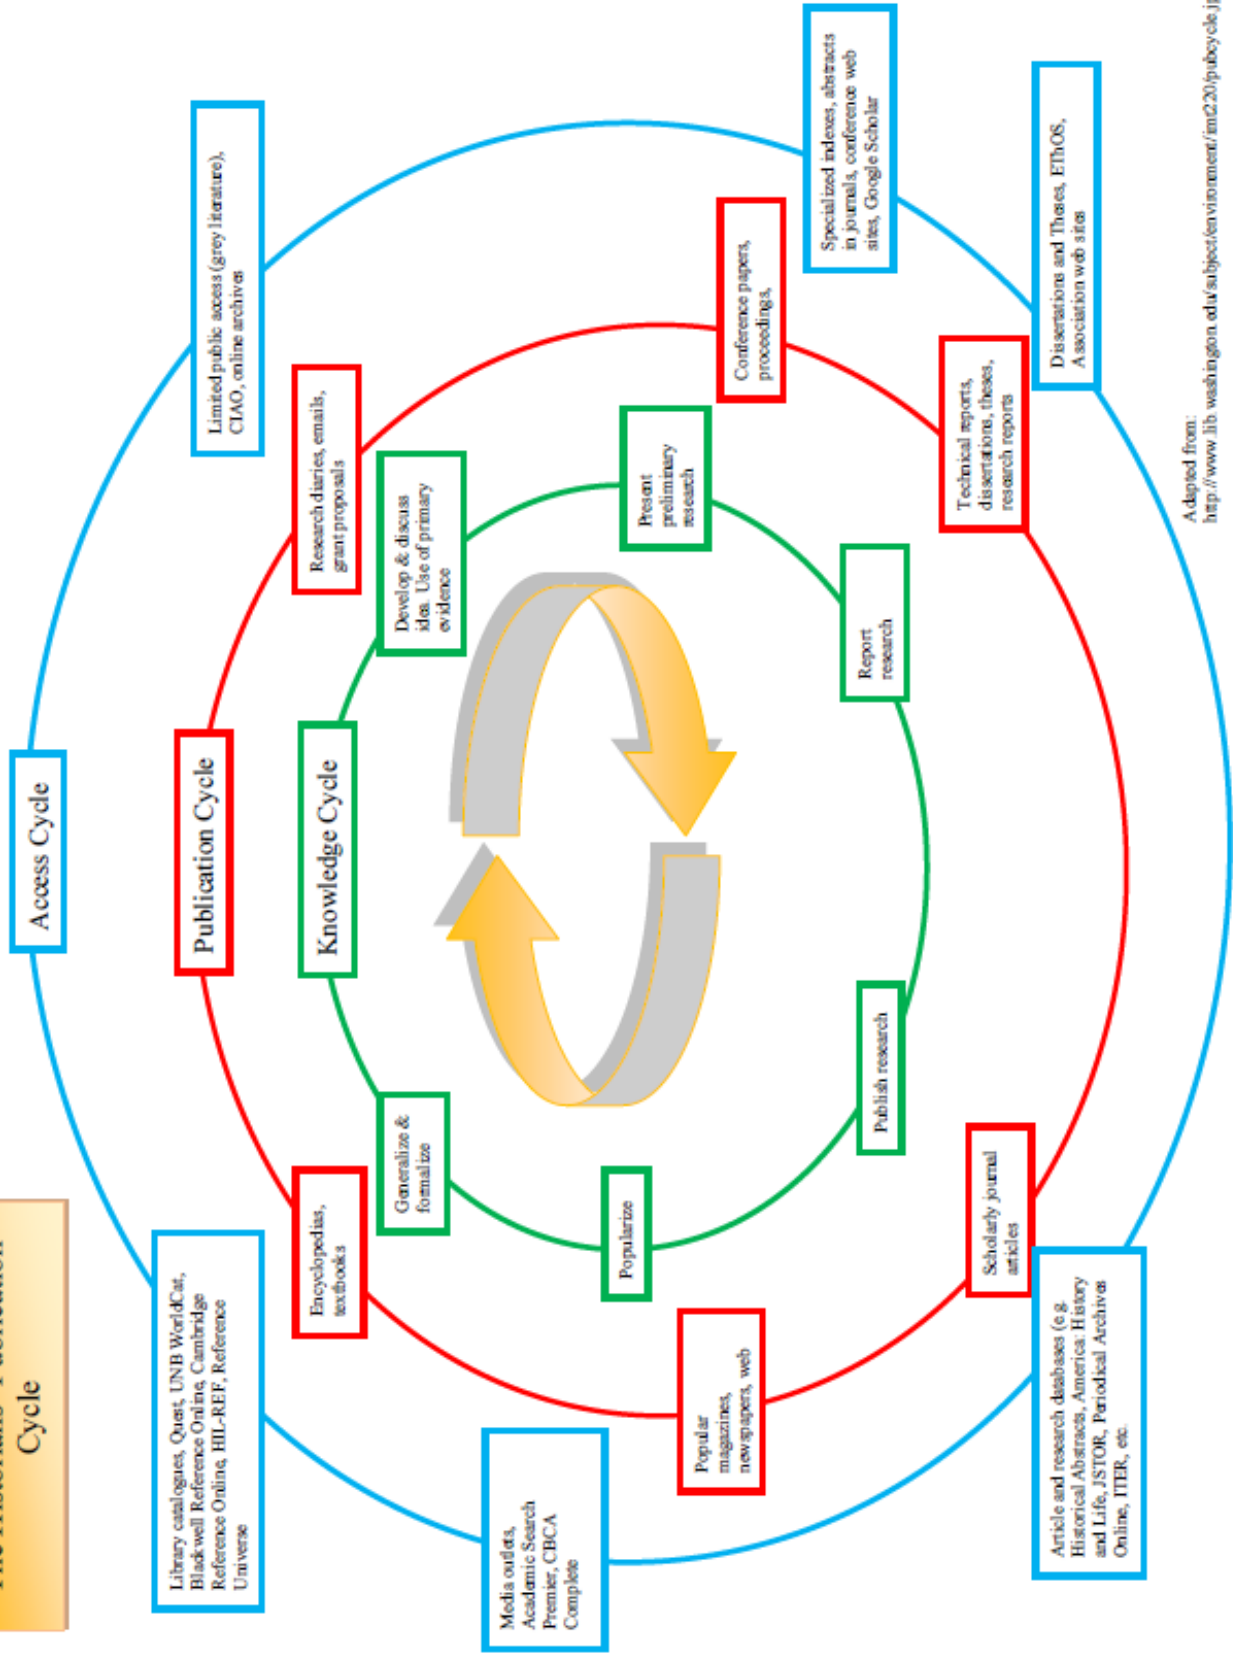 Cycle
Access Cycle
Publication Cycle
Knowledge Cycle
Limited public access (grey literature),
CIAO, online archives
Research diaries, emails,
grant proposals
Develop & discuss
idea. Use of primary
evidence
Specialized indexes, abstracts
in journals, conference web
sites, Google Scholar
Conference papers,
proceedings,
Present
preliminary
research
Dissertations and Theses, EThOS,
Association web sites
Technical reports,
dissertations, theses,
research reports
Report
research
Publish research
Scholarly journal
articles
Article and research databases (e.g.
Historical Abstracts, America: History
and Life, JSTOR, Periodical Archives
Online, ITER, etc.
Popularize
Popular
magazines,
newspapers, web
Media outlets,
Academic Search
Premier, CBCA
Complete
Generalize &
formalize
Encyclopedias,
textbooks
Library catalogues, Quest, UNB WorldCat,
Blackwell Reference Online, Cambridge
Reference Online, HIL-REF, Reference
Universe
Adapted from:
http://www.lib.washington.edu/subject/environment/imt220/pubcycle.jp